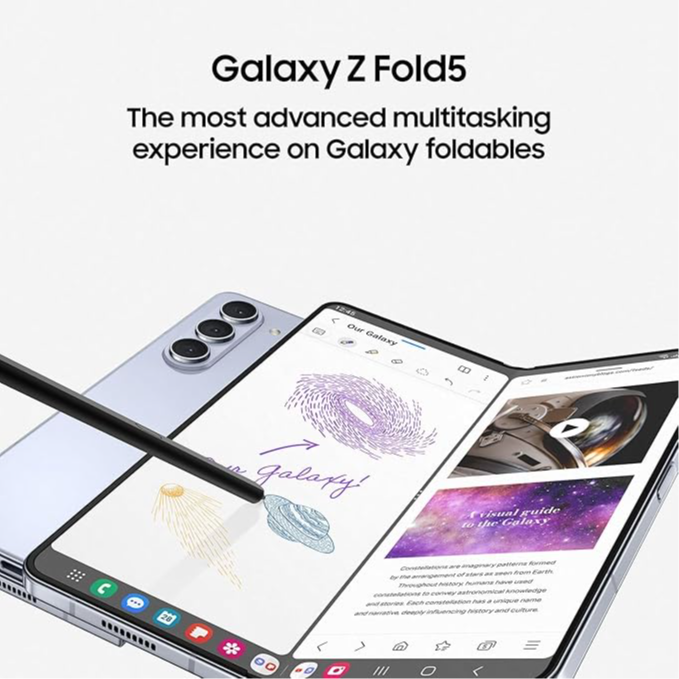 Galaxy Z Fold5
The most advanced multitasking
experience on Galaxy foldables
12:45
Our Galaxy
Our Galaxy!
A visual guide
to the Galaxy
Constellations are imaginary patterns formed
by the arrangement of stars as seen from Earth.
Throughout history, humans have used
constellations to convey astronomical knowledge
and stories. Each constellation has a unique name
and narrative, deeply influencing history and culture.
28